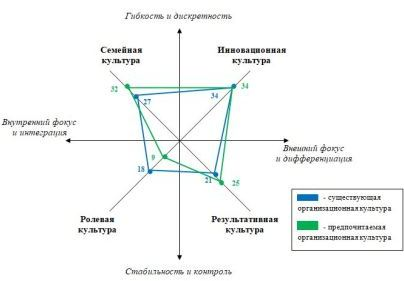 Гибкость и дискретность
Семейная
культура
Инновационная
культура
32
34
27
34
Внутренний фокус
и интеграция
Внешний фокус
и дифференциация
9
18
21
25
Ролевая
культура
Результативная
культура
- существующая
организационная культура
- предпочитаемая
организационная культура
Стабильность и контроль